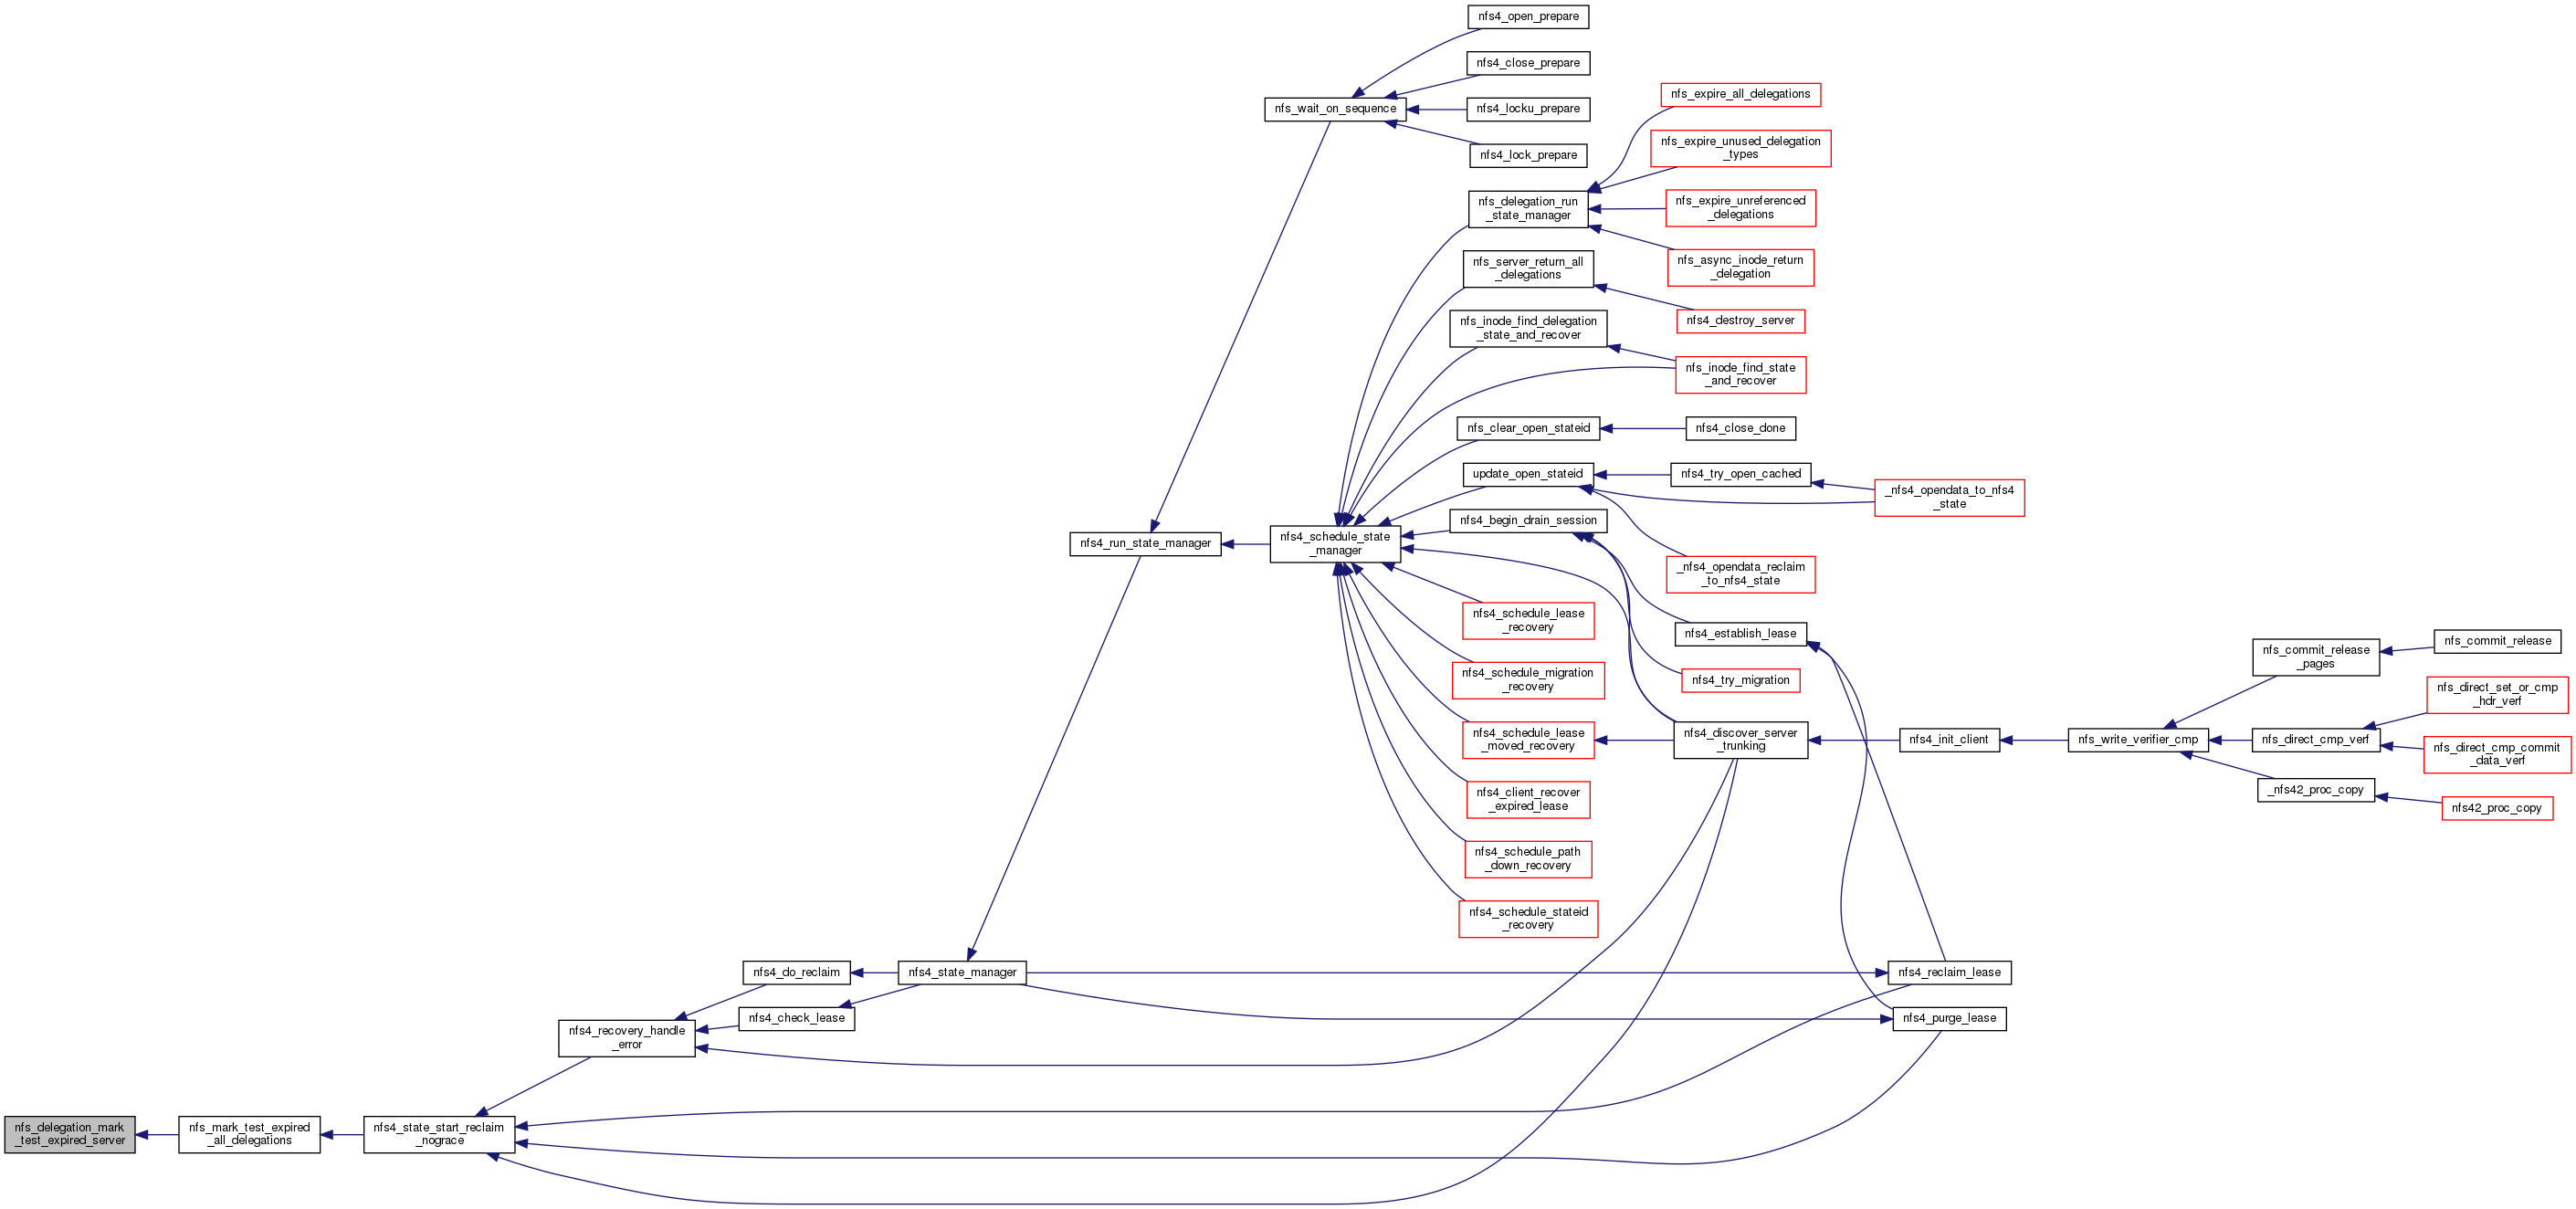 nfs4_open_prepare
nfs4_close_prepare
nfs_wait_on_sequence
nfs4_locku_prepare
nfs4_lock_prepare
nfs_expire_all_delegations
nfs_expire_unused_delegation
_types
nfs_delegation_run
_state_manager
nfs_expire_unreferenced
_delegations
nfs_async_inode_return
_delegation
nfs_server_return_all
_delegations
nfs4_destroy_server
nfs_inode_find_delegation
_state_and_recover
nfs_inode_find_state
_and_recover
nfs_clear_open_stateid
nfs4_close_done
update_open_stateid
nfs4_try_open_cached
_nfs4_opendata_to_nfs4
_state
nfs4_run_state_manager
nfs4_schedule_state
_manager
nfs4_begin_drain_session
_nfs4_opendata_reclaim
_to_nfs4_state
nfs4_schedule_lease
_recovery
nfs4_establish_lease
nfs4_schedule_migration
_recovery
nfs4_try_migration
nfs4_schedule_lease
_moved_recovery
nfs4_discover_server
_trunking
nfs4_init_client
nfs_write_verifier_cmp
nfs_commit_release
_pages
nfs_commit_release
nfs_direct_cmp_verf
nfs_direct_set_or_cmp
_hdr_verf
nfs_direct_cmp_commit
_data_verf
_nfs42_proc_copy
nfs42_proc_copy
nfs4_client_recover
_expired_lease
nfs4_schedule_path
_down_recovery
nfs4_schedule_stateid
_recovery
nfs4_do_reclaim
nfs4_state_manager
nfs4_reclaim_lease
nfs4_check_lease
nfs4_purge_lease
nfs4_recovery_handle
_error
nfs_delegation_mark
_test_expired_server
nfs_mark_test_expired
_all_delegations
nfs4_state_start_reclaim
_nograce